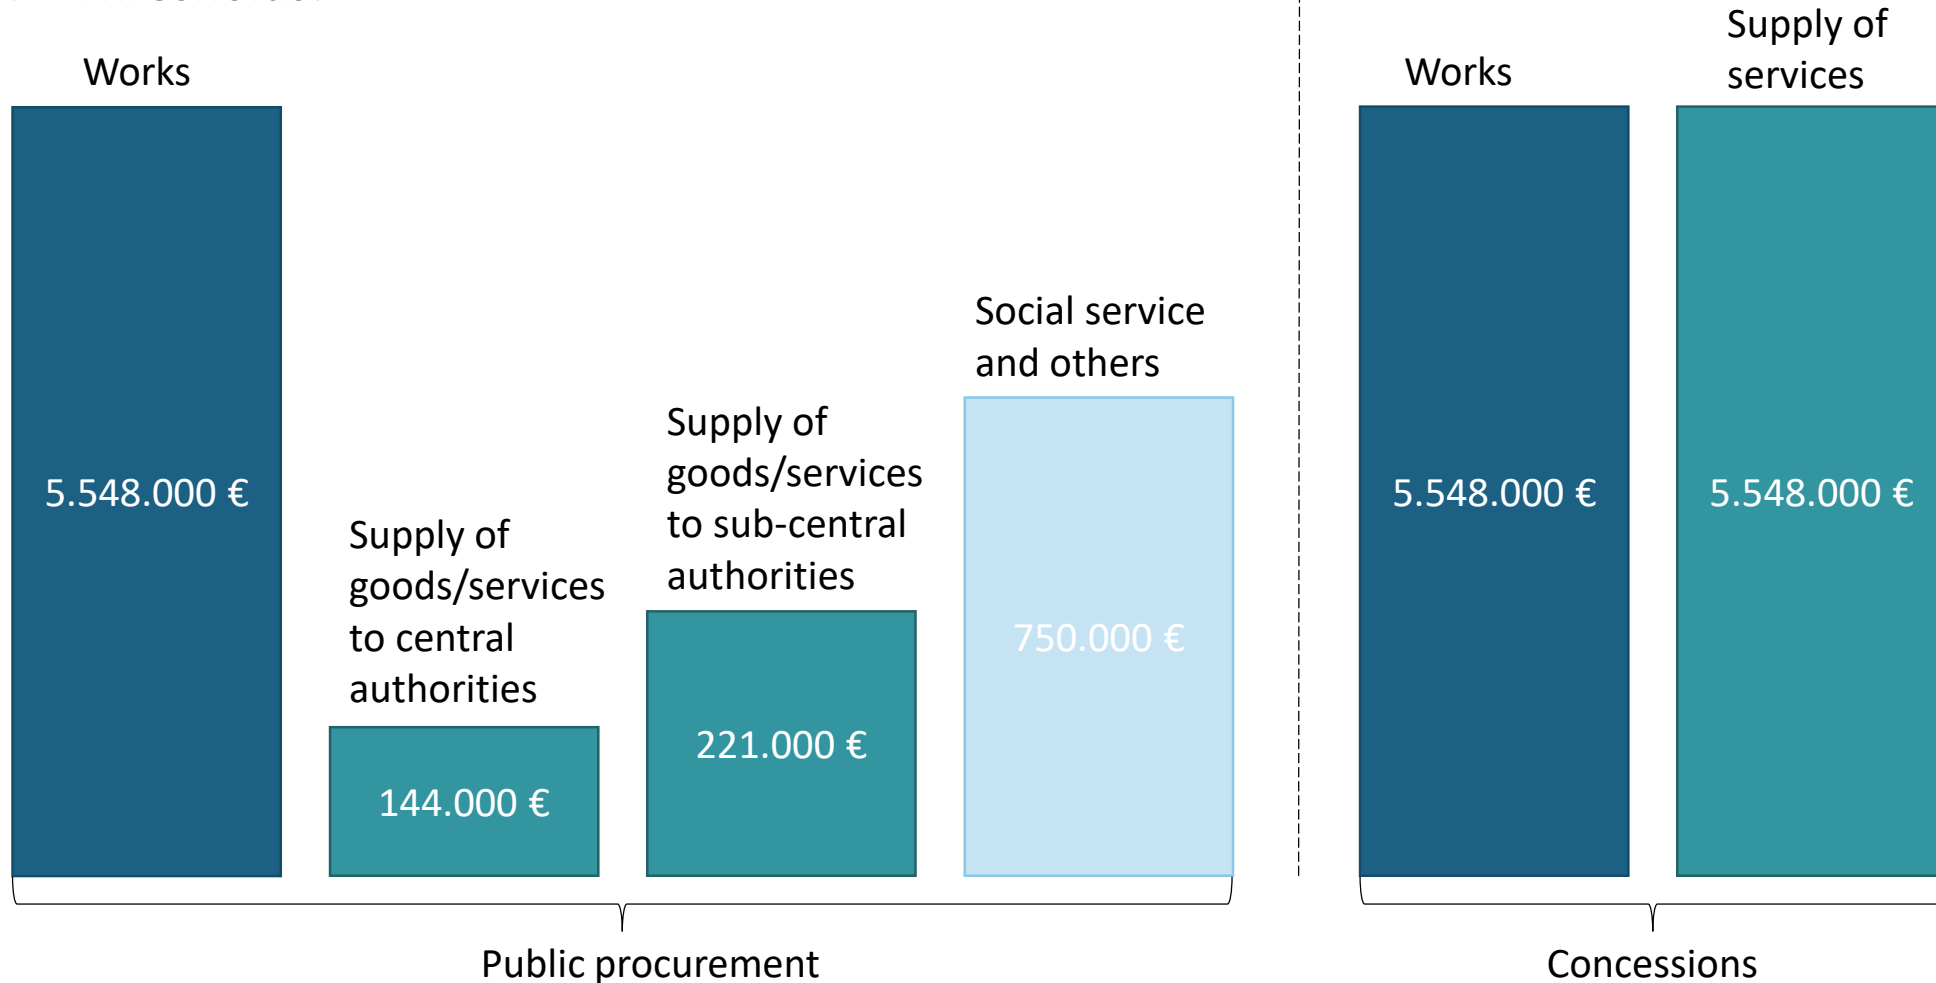 Works
5.548.000 €
Supply of
goods/services
to central
authorities
144.000 €
Supply of
goods/services
to sub-central
authorities
221.000 €
Social service
and others
750.000 €
Public procurement
Works
5.548.000 €
Supply of
services
5.548.000 €
Concessions